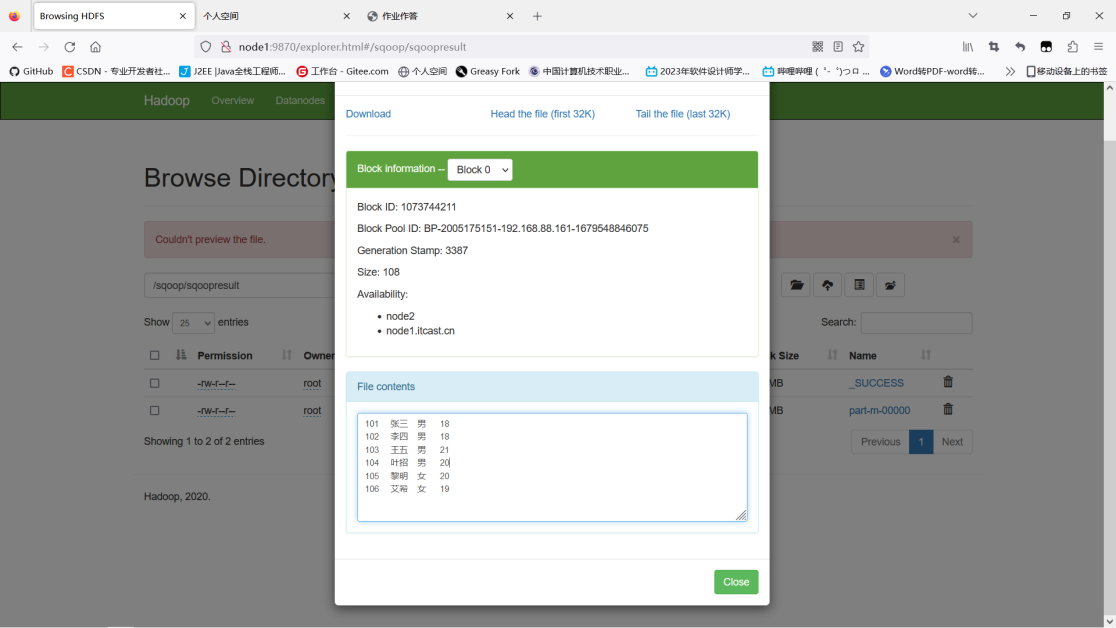 Browsing HDFS
个人空间
作业作答
node1:9870/explorer.html#/sqoop/sqoopresult
GitHub
CSDN - 专业开发者社...
J2EE |Java全栈工程师...
工作台 - Gitee.com
个人空间
Greasy Fork
中国计算机技术职业...
2023年软件设计师学...
哔哩哔哩 ( ゜- ゜)つロ ...
Word转PDF-word转...
移动设备上的书签
Hadoop
Overview
Datanodes
Download
Head the file (first 32K)
Tail the file (last 32K)
Block information --
Block 0
Browse Directory
Block ID: 1073744211
Block Pool ID: BP-2005175151-192.168.88.161-1679548846075
Couldn't preview the file.
Generation Stamp: 3387
Size: 108
/sqoop/sqoopresult
Availability:
node2
node1.itcast.cn
Show 25 entries
Search:
Permission
Owner
k Size
Name
-rw-r--r--
root
MB
_SUCCESS
File contents
-rw-r--r--
root
MB
part-m-00000
101 张三 男 18
102 李四 男 18
103 王五 男 21
104 叶招 男 20
105 黎明 女 20
106 艾希 女 19
Showing 1 to 2 of 2 entries
Previous
1
Next
Hadoop, 2020.
Close